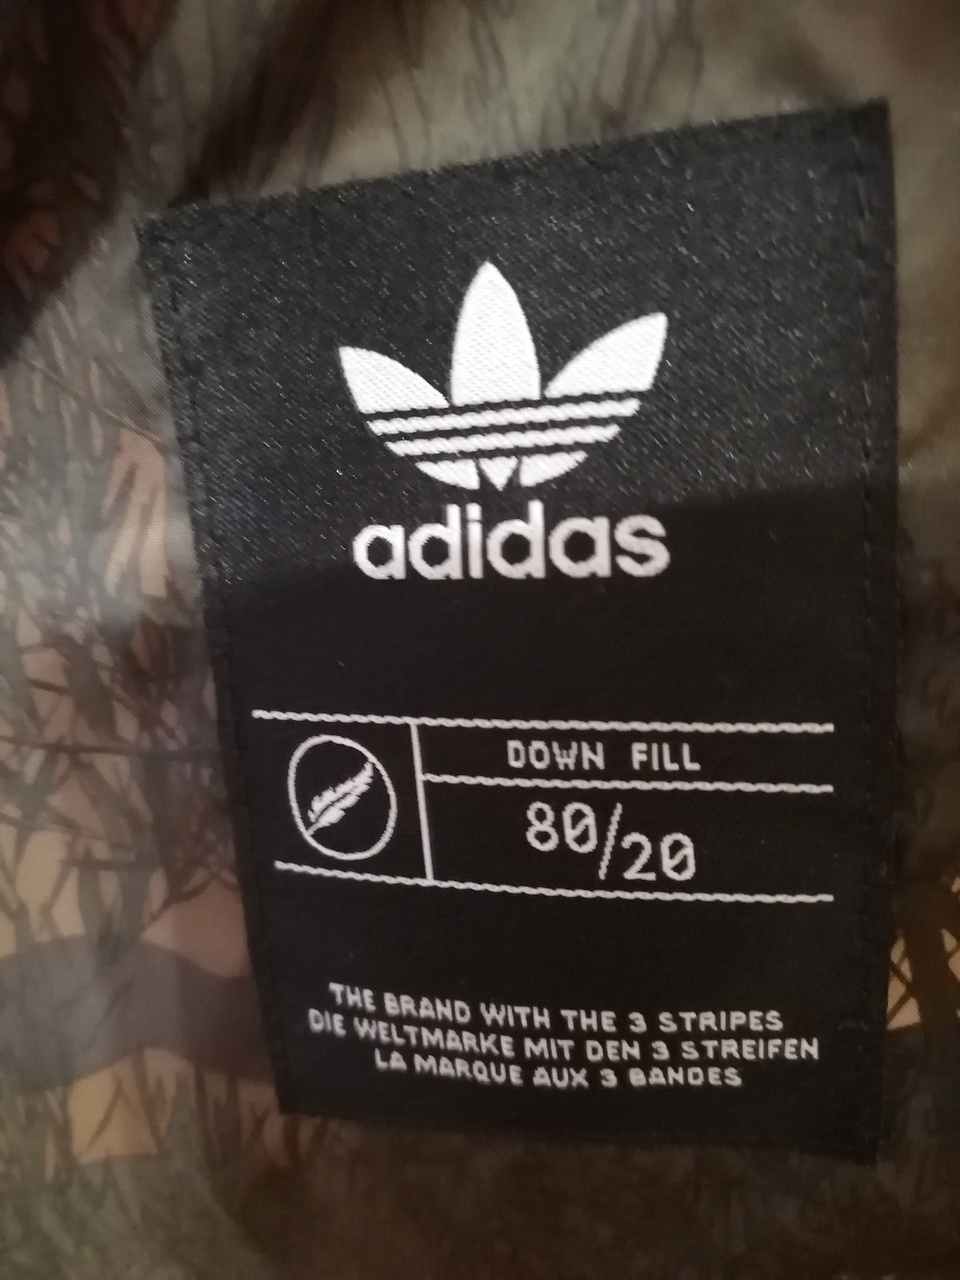 adidas
DOWN FILL
80/20
THE BRAND WITH THE 3 STRIPES
DIE WELTMARKE MIT DEN 3 STREIFEN
LA MARQUE AUX 3 BANDES